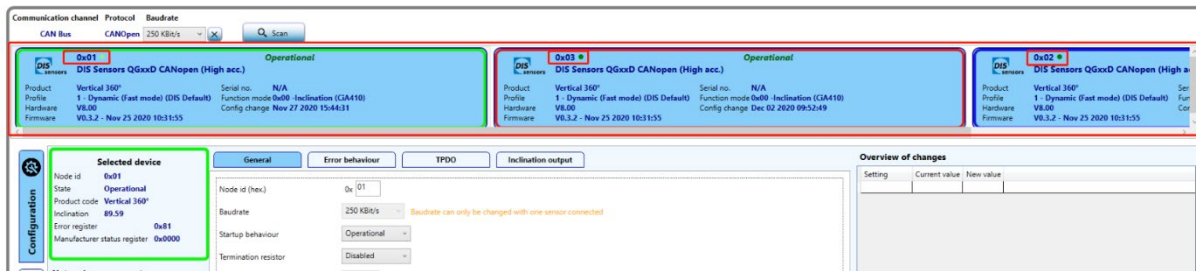 Communication channel Protocol Baudrate
CAN Bus CANOpen 250 KBit/s Scan
0x01 Operational
DIS sensors DIS Sensors QGxxD CANopen (High acc.)
Product Vertical 360° Serial no. N/A
Profile 1 - Dynamic (Fast mode) (DIS Default) Function mode 0x00 -Inclination (CiA410)
Hardware V8.00 Config change Nov 27 2020 15:44:31
Firmware V0.3.2 - Nov 25 2020 10:31:55
0x03 Operational
DIS sensors DIS Sensors QGxxD CANopen (High acc.)
Product Vertical 360° Serial no. N/A
Profile 1 - Dynamic (Fast mode) (DIS Default) Function mode 0x00 -Inclination (CiA410)
Hardware V8.00 Config change Dec 02 2020 09:52:49
Firmware V0.3.2 - Nov 25 2020 10:31:55
0x02
DIS sensors DIS Sensors QGxxD CANopen (High a
Product Vertical 360° Ser
Profile 1 - Dynamic (Fast mode) (DIS Default) Fun
Hardware V8.00 Cor
Firmware V0.3.2 - Nov 25 2020 10:31:55
Configuration
Selected device
Node id 0x01
State Operational
Product code Vertical 360°
Inclination 89.59
Error register 0x81
Manufacturer status register 0x0000
General Error behaviour TPDO Inclination output
Node id (hex.) 0x 01
Baudrate 250 KBit/s Baudrate can only be changed with one sensor connected
Startup behaviour Operational
Termination resistor Disabled
Overview of changes
Setting Current value New value